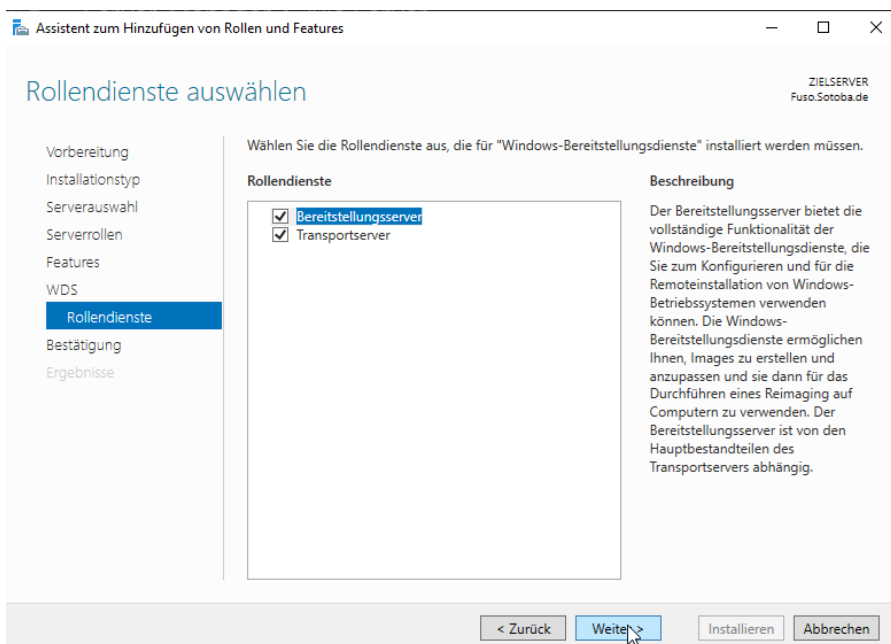 Assistent zum Hinzufügen von Rollen und Features
Rollendienste auswählen
ZIELSERVER
Fuso.Sotoba.de
Vorbereitung
Installationstyp
Serverauswahl
Serverrollen
Features
WDS
Rollendienste
Bestätigung
Ergebnisse
Wählen Sie die Rollendienste aus, die für "Windows-Bereitstellungsdienste" installiert werden müssen.
Rollendienste
Bereitstellungsserver
Transportserver
Beschreibung
Der Bereitstellungsserver bietet die
vollständige Funktionalität der
Windows-Bereitstellungsdienste, die
Sie zum Konfigurieren und für die
Remoteinstallation von Windows-
Betriebssystemen verwenden
können. Die Windows-
Bereitstellungsdienste ermöglichen
Ihnen, Images zu erstellen und
anzupassen und sie dann für das
Durchführen eines Reimaging auf
Computern zu verwenden. Der
Bereitstellungsserver ist von den
Hauptbestandteilen des
Transportservers abhängig.
< Zurück
Weiter >
Installieren
Abbrechen